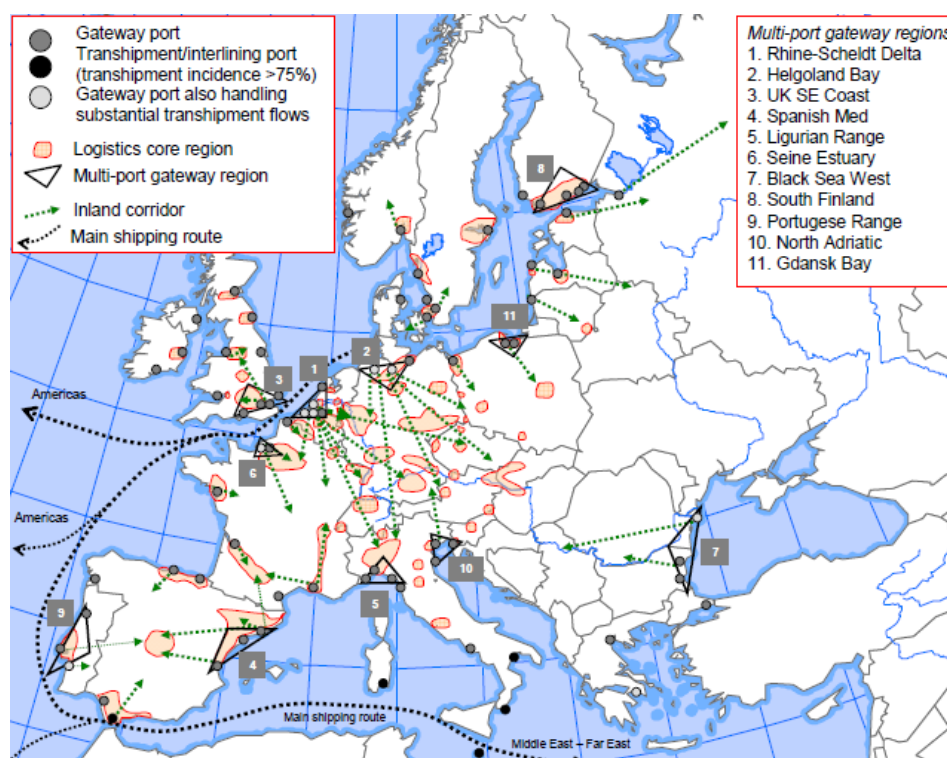 Gateway port
Transhipment/interlining port
(transhipment incidence >75%)
Gateway port also handling
substantial transhipment flows
Logistics core region
Multi-port gateway region
Inland corridor
Main shipping route
Multi-port gateway regions
1. Rhine-Scheldt Delta
2. Helgoland Bay
3. UK SE Coast
4. Spanish Med
5. Ligurian Range
6. Seine Estuary
7. Black Sea West
8. South Finland
9. Portugese Range
10. North Adriatic
11. Gdansk Bay
8
11
2
1
3
Americas
6
Americas
7
10
5
9
4
Main shipping route
Middle East – Far East